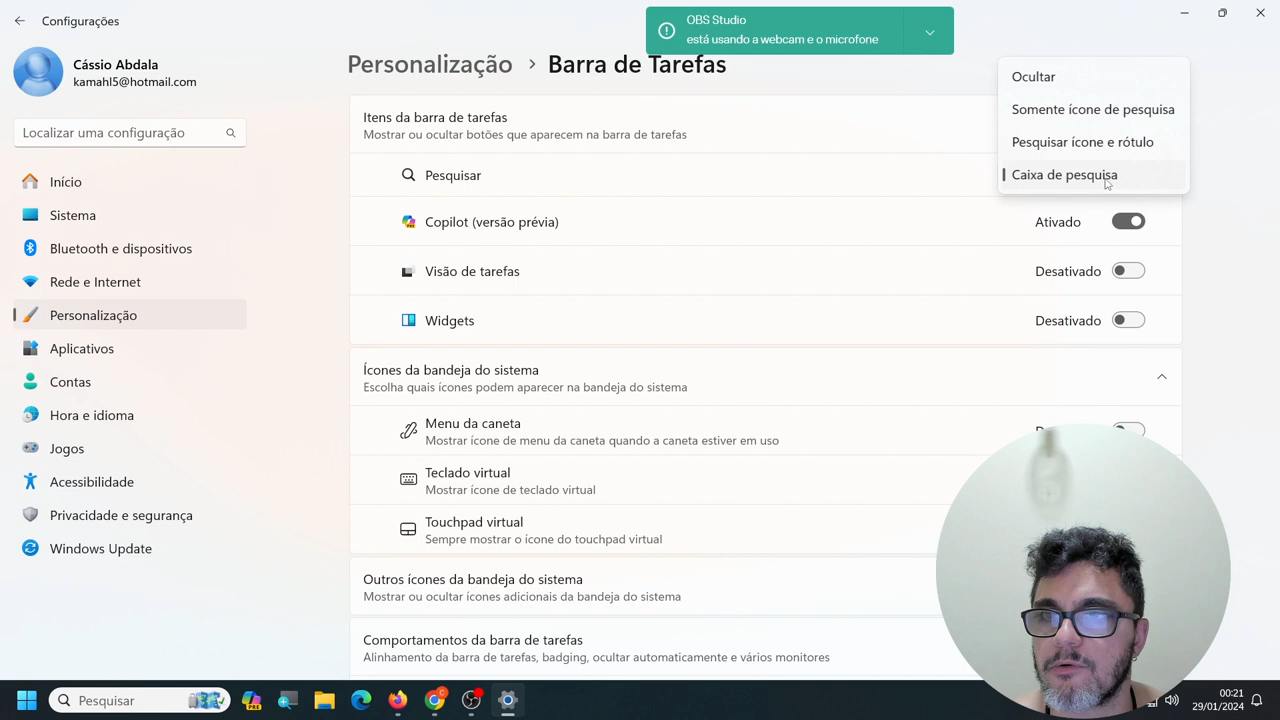 Configurações
OBS Studio
está usando a webcam e o microfone
Cássio Abdala
kamahl5@hotmail.com
Localizar uma configuração
Início
Sistema
Bluetooth e dispositivos
Rede e Internet
Personalização
Aplicativos
Contas
Hora e idioma
Jogos
Acessibilidade
Privacidade e segurança
Windows Update
Personalização > Barra de Tarefas
Itens da barra de tarefas
Mostrar ou ocultar botões que aparecem na barra de tarefas
Pesquisar
Ocultar
Somente ícone de pesquisa
Pesquisar ícone e rótulo
Caixa de pesquisa
Copilot (versão prévia) Ativado
Visão de tarefas Desativado
Widgets Desativado
Ícones da bandeja do sistema
Escolha quais ícones podem aparecer na bandeja do sistema
Menu da caneta
Mostrar ícone de menu da caneta quando a caneta estiver em uso
Teclado virtual
Mostrar ícone de teclado virtual
Touchpad virtual
Sempre mostrar o ícone do touchpad virtual
Outros ícones da bandeja do sistema
Mostrar ou ocultar ícones adicionais da bandeja do sistema
Comportamentos da barra de tarefas
Alinhamento da barra de tarefas, badging, ocultar automaticamente e vários monitores
Pesquisar
PRE
00:21
29/01/2024